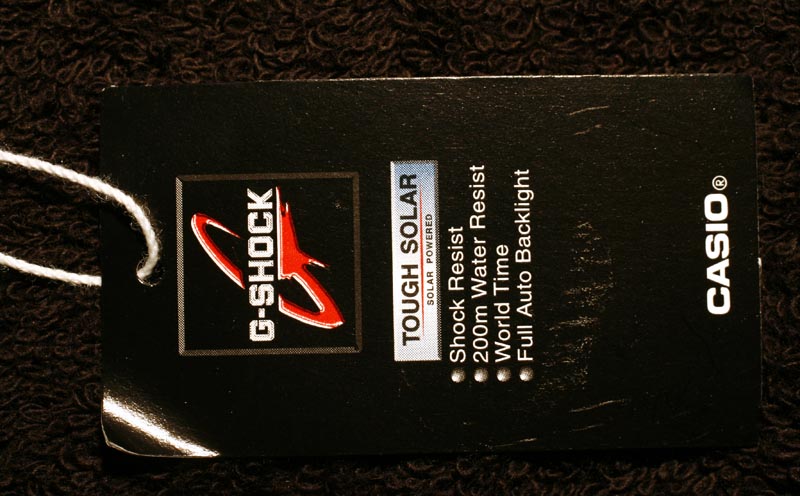 G-SHOCK
TOUGH SOLAR
SOLAR POWERED
Shock Resist
200m Water Resist
World Time
Full Auto Backlight
CASIO®